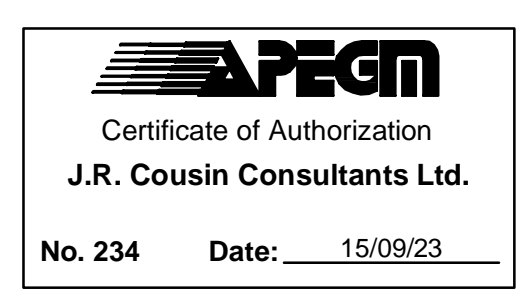 APEGM
Certificate of Authorization
J.R. Cousin Consultants Ltd.
No. 234 Date: 15/09/23